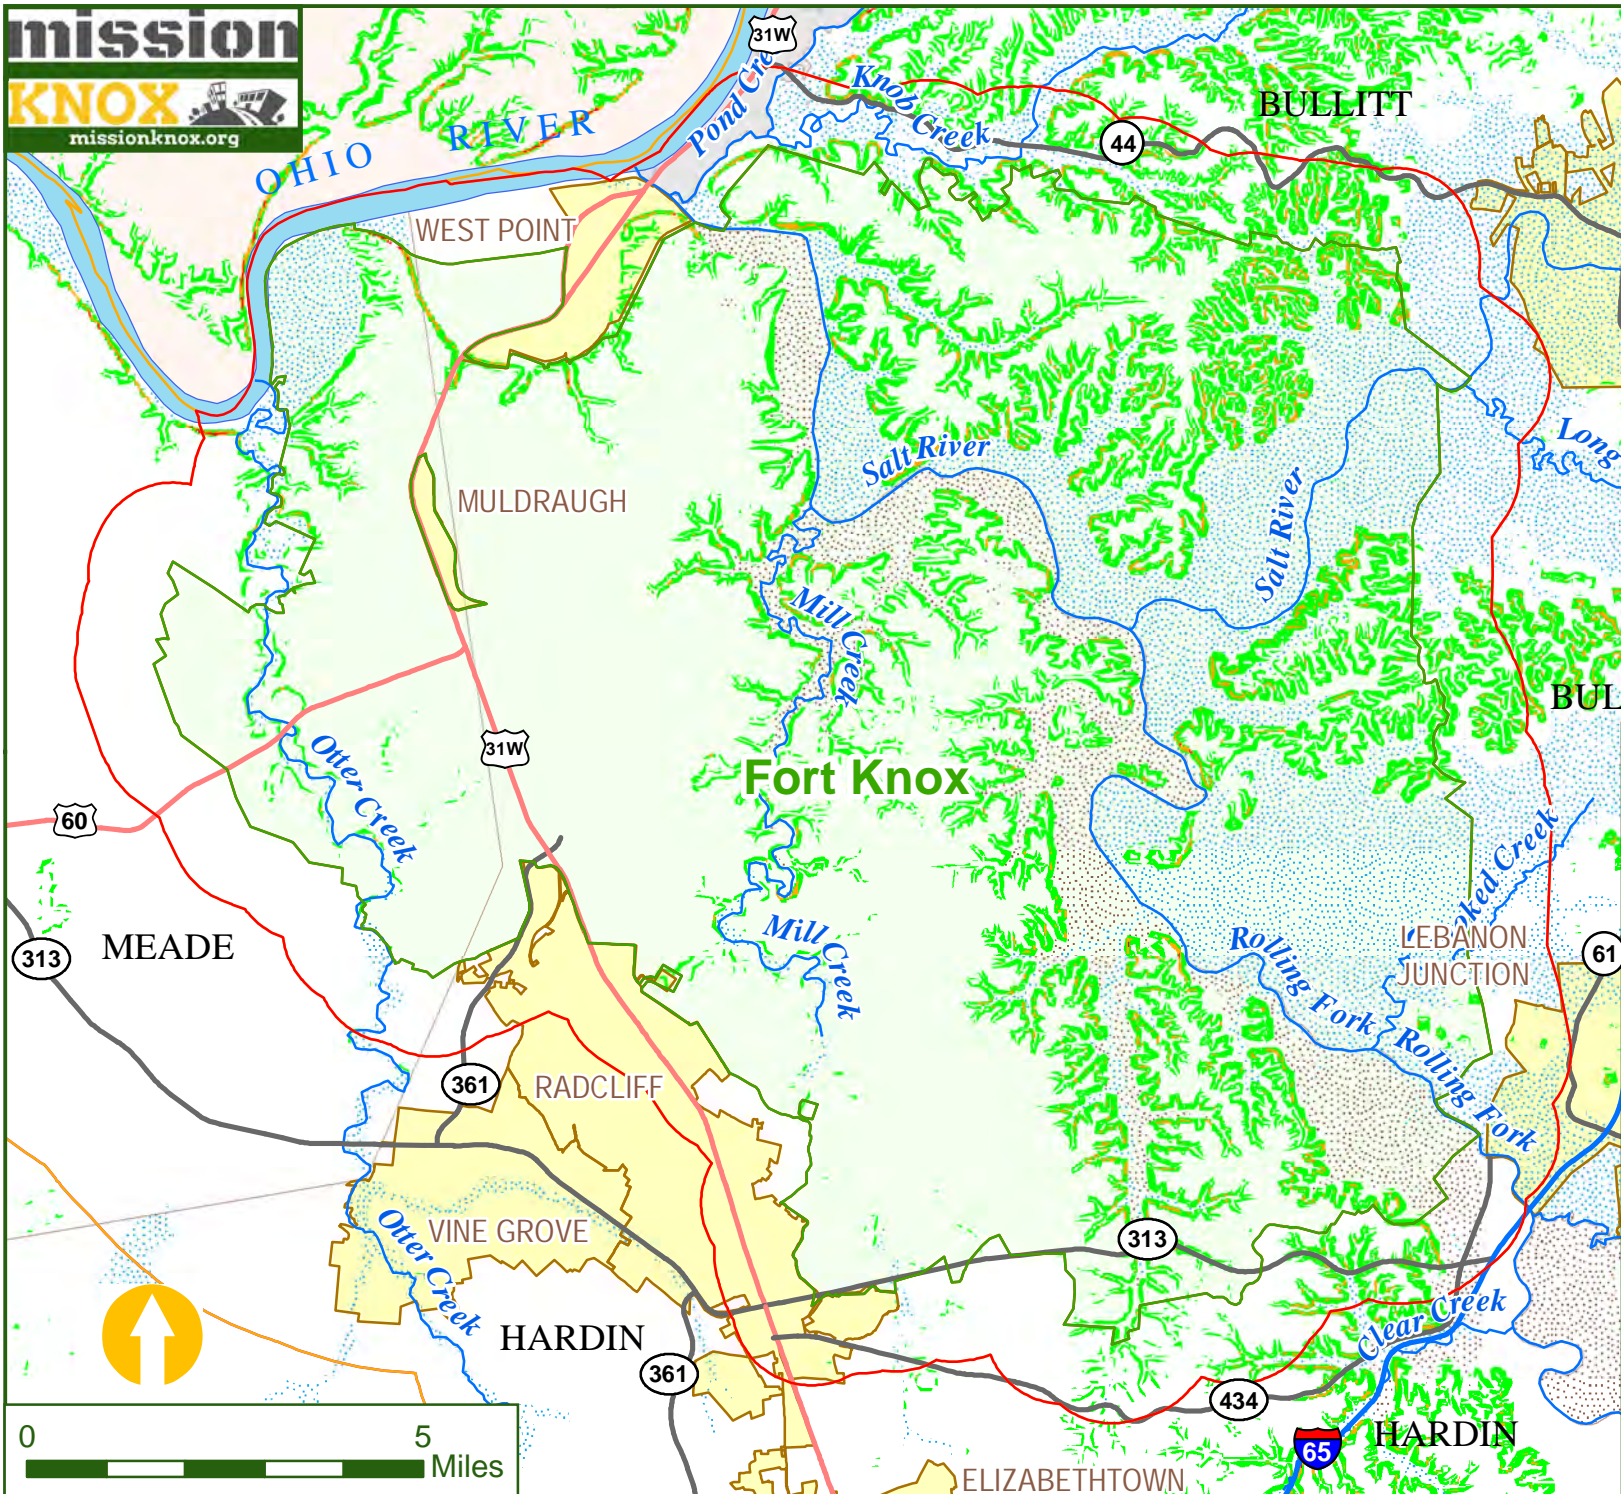 mission
KNOX
missionknox.org
31W
Pond Cre
Knob
Creek
BULLITT
44
OHIO RIVER
WEST POINT
Long
Salt River
Salt River
MULDRAUGH
Mill Creek
BUL
31W
Otter Creek
Fort Knox
60
oked Creek
Mill
Creek
313
MEADE
Rolling Fork
LEBANON
JUNCTION
61
Rolling Fork
361
RADCLIFF
Otter Creek
VINE GROVE
313
HARDIN
Clear Creek
361
434
0
5
Miles
65
HARDIN
ELIZABETHTOWN